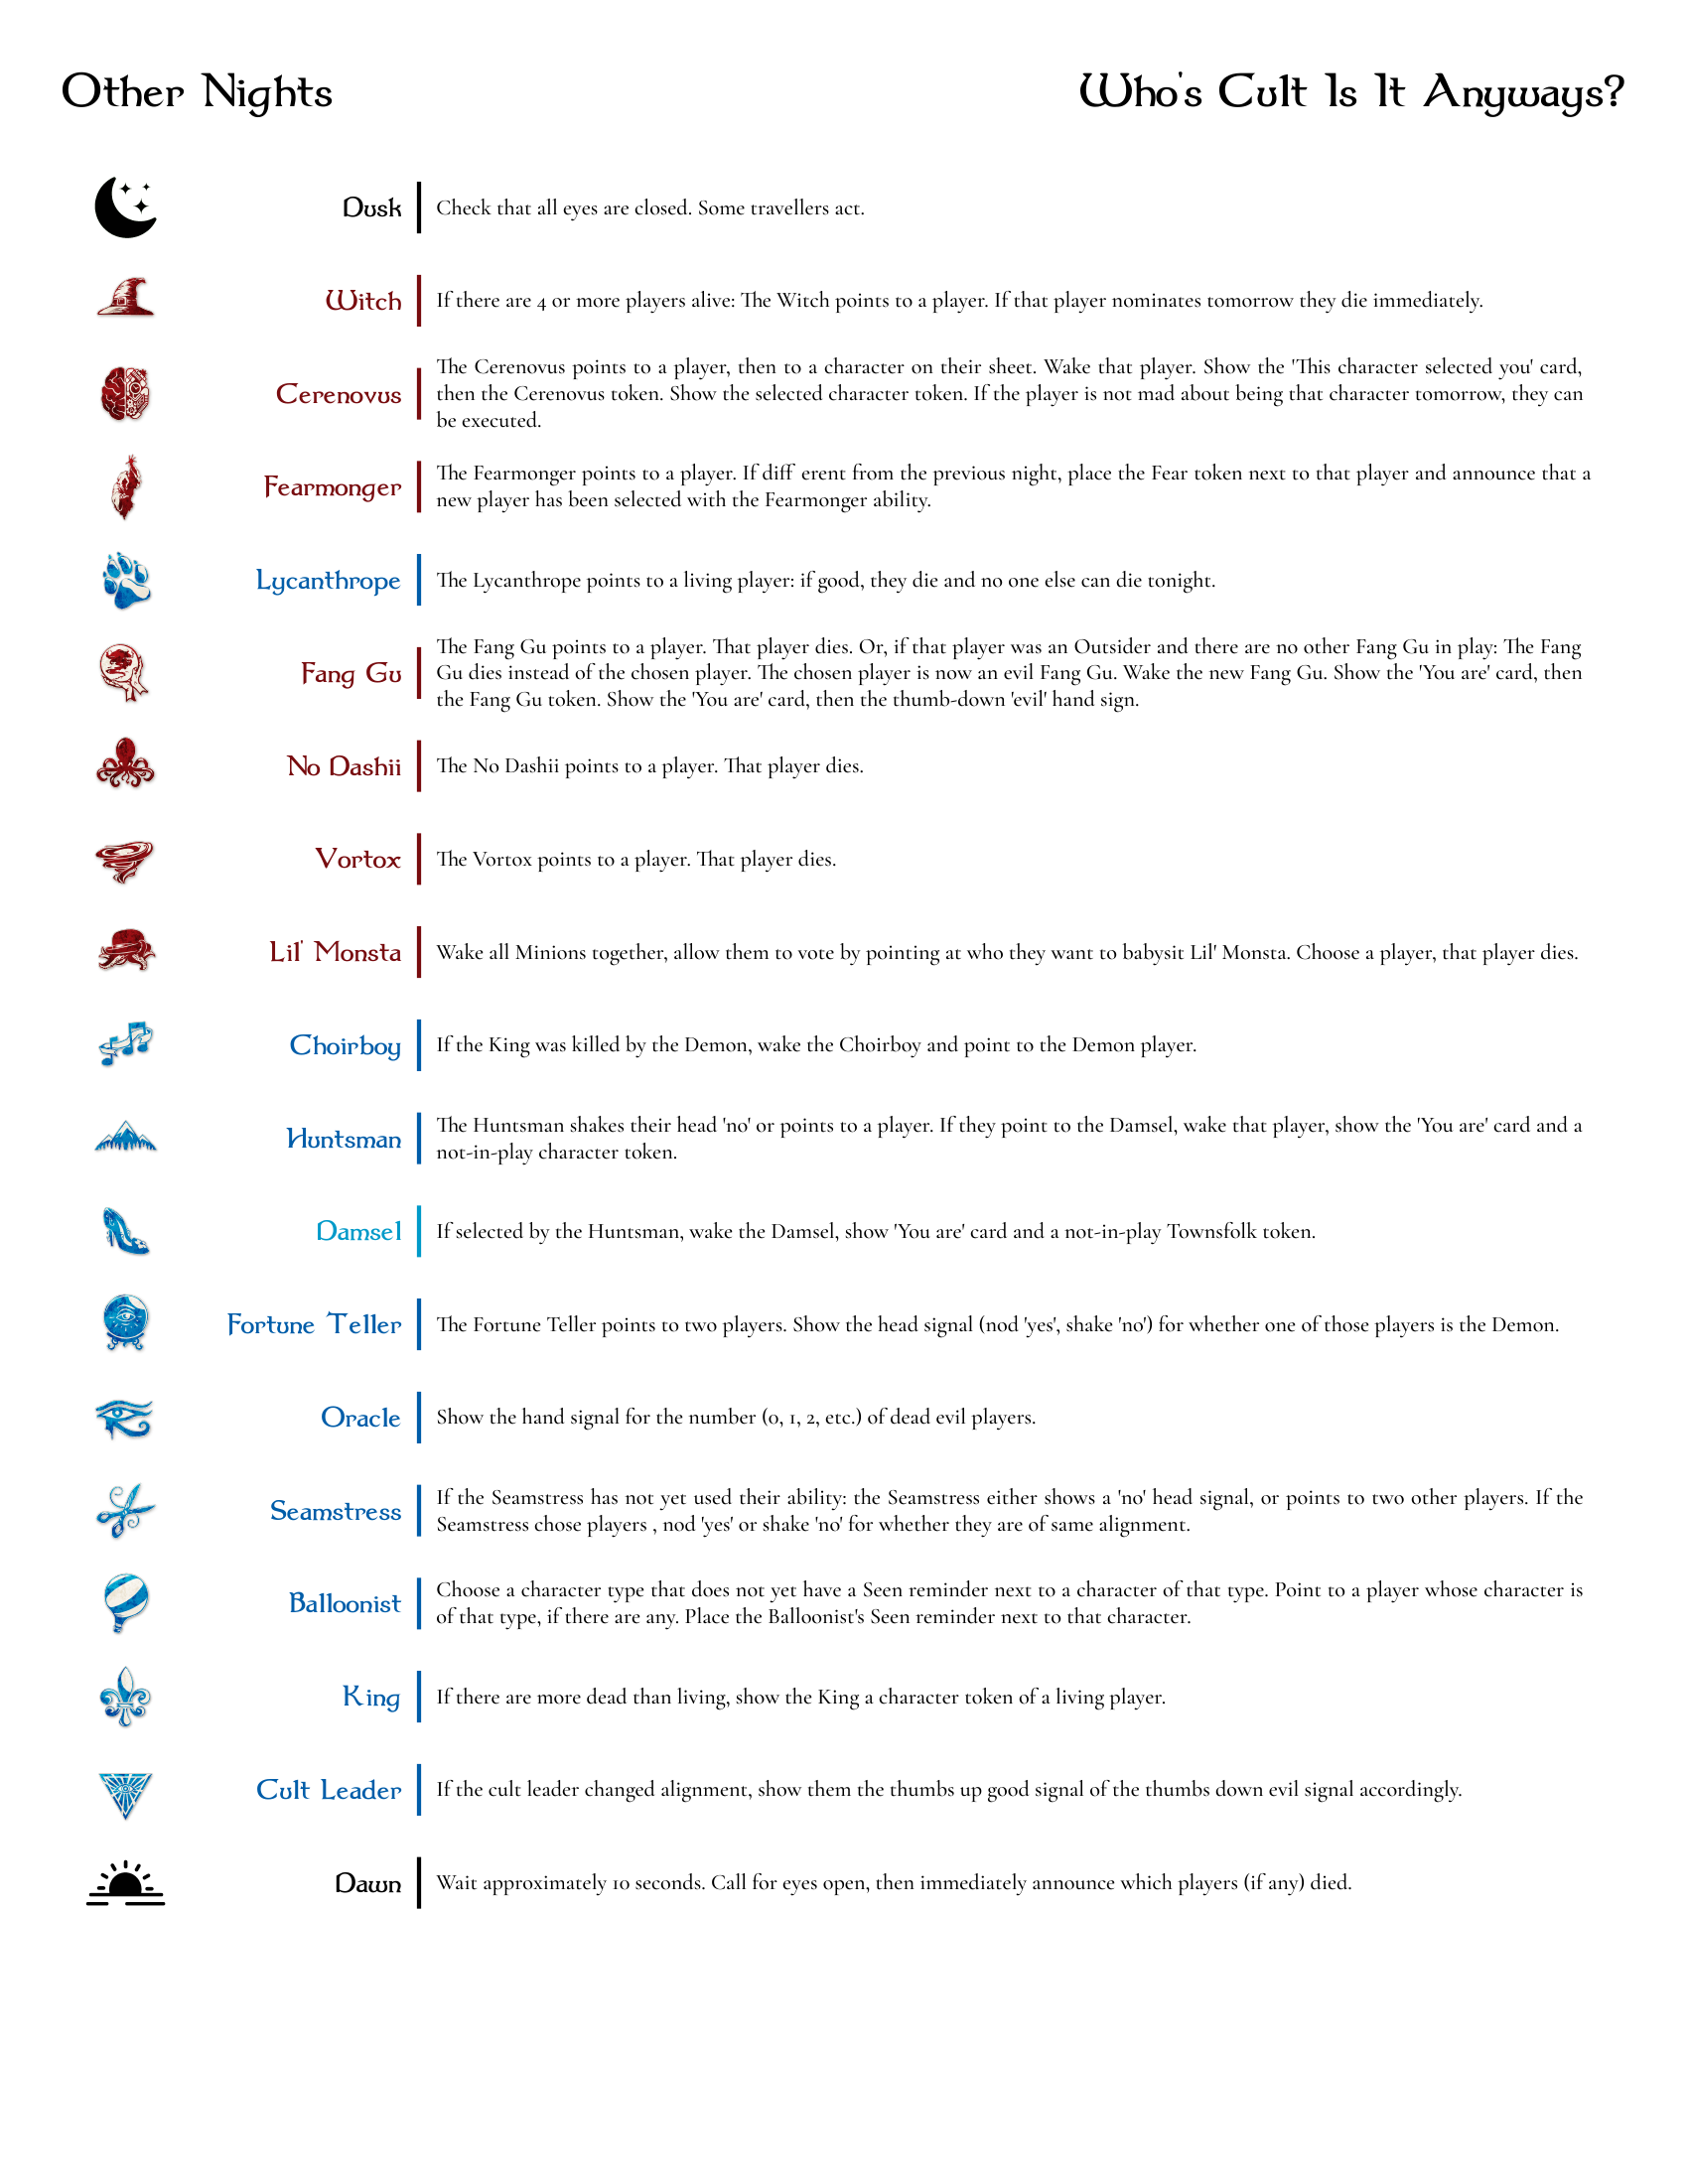 Other Nights
Who's Cult Is It Anyways?
Dusk
Check that all eyes are closed. Some travellers act.
Witch
If there are 4 or more players alive: The Witch points to a player. If that player nominates tomorrow they die immediately.
Cerenovus
The Cerenovus points to a player, then to a character on their sheet. Wake that player. Show the 'This character selected you' card,
then the Cerenovus token. Show the selected character token. If the player is not mad about being that character tomorrow, they can
be executed.
Fearmonger
The Fearmonger points to a player. If diff erent from the previous night, place the Fear token next to that player and announce that a
new player has been selected with the Fearmonger ability.
Lycanthrope
The Lycanthrope points to a living player: if good, they die and no one else can die tonight.
Fang Gu
The Fang Gu points to a player. That player dies. Or, if that player was an Outsider and there are no other Fang Gu in play: The Fang
Gu dies instead of the chosen player. The chosen player is now an evil Fang Gu. Wake the new Fang Gu. Show the 'You are' card, then
the Fang Gu token. Show the 'You are' card, then the thumb-down 'evil' hand sign.
No Dashii
The No Dashii points to a player. That player dies.
Vortox
The Vortox points to a player. That player dies.
Lil' Monsta
Wake all Minions together, allow them to vote by pointing at who they want to babysit Lil' Monsta. Choose a player, that player dies.
Choirboy
If the King was killed by the Demon, wake the Choirboy and point to the Demon player.
Huntsman
The Huntsman shakes their head 'no' or points to a player. If they point to the Damsel, wake that player, show the 'You are' card and a
not-in-play character token.
Damsel
If selected by the Huntsman, wake the Damsel, show 'You are' card and a not-in-play Townsfolk token.
Fortune Teller
The Fortune Teller points to two players. Show the head signal (nod 'yes', shake 'no') for whether one of those players is the Demon.
Oracle
Show the hand signal for the number (0, 1, 2, etc.) of dead evil players.
Seamstress
If the Seamstress has not yet used their ability: the Seamstress either shows a 'no' head signal, or points to two other players. If the
Seamstress chose players , nod 'yes' or shake 'no' for whether they are of same alignment.
Balloonist
Choose a character type that does not yet have a Seen reminder next to a character of that type. Point to a player whose character is
of that type, if there are any. Place the Balloonist's Seen reminder next to that character.
King
If there are more dead than living, show the King a character token of a living player.
Cult Leader
If the cult leader changed alignment, show them the thumbs up good signal of the thumbs down evil signal accordingly.
Dawn
Wait approximately 10 seconds. Call for eyes open, then immediately announce which players (if any) died.